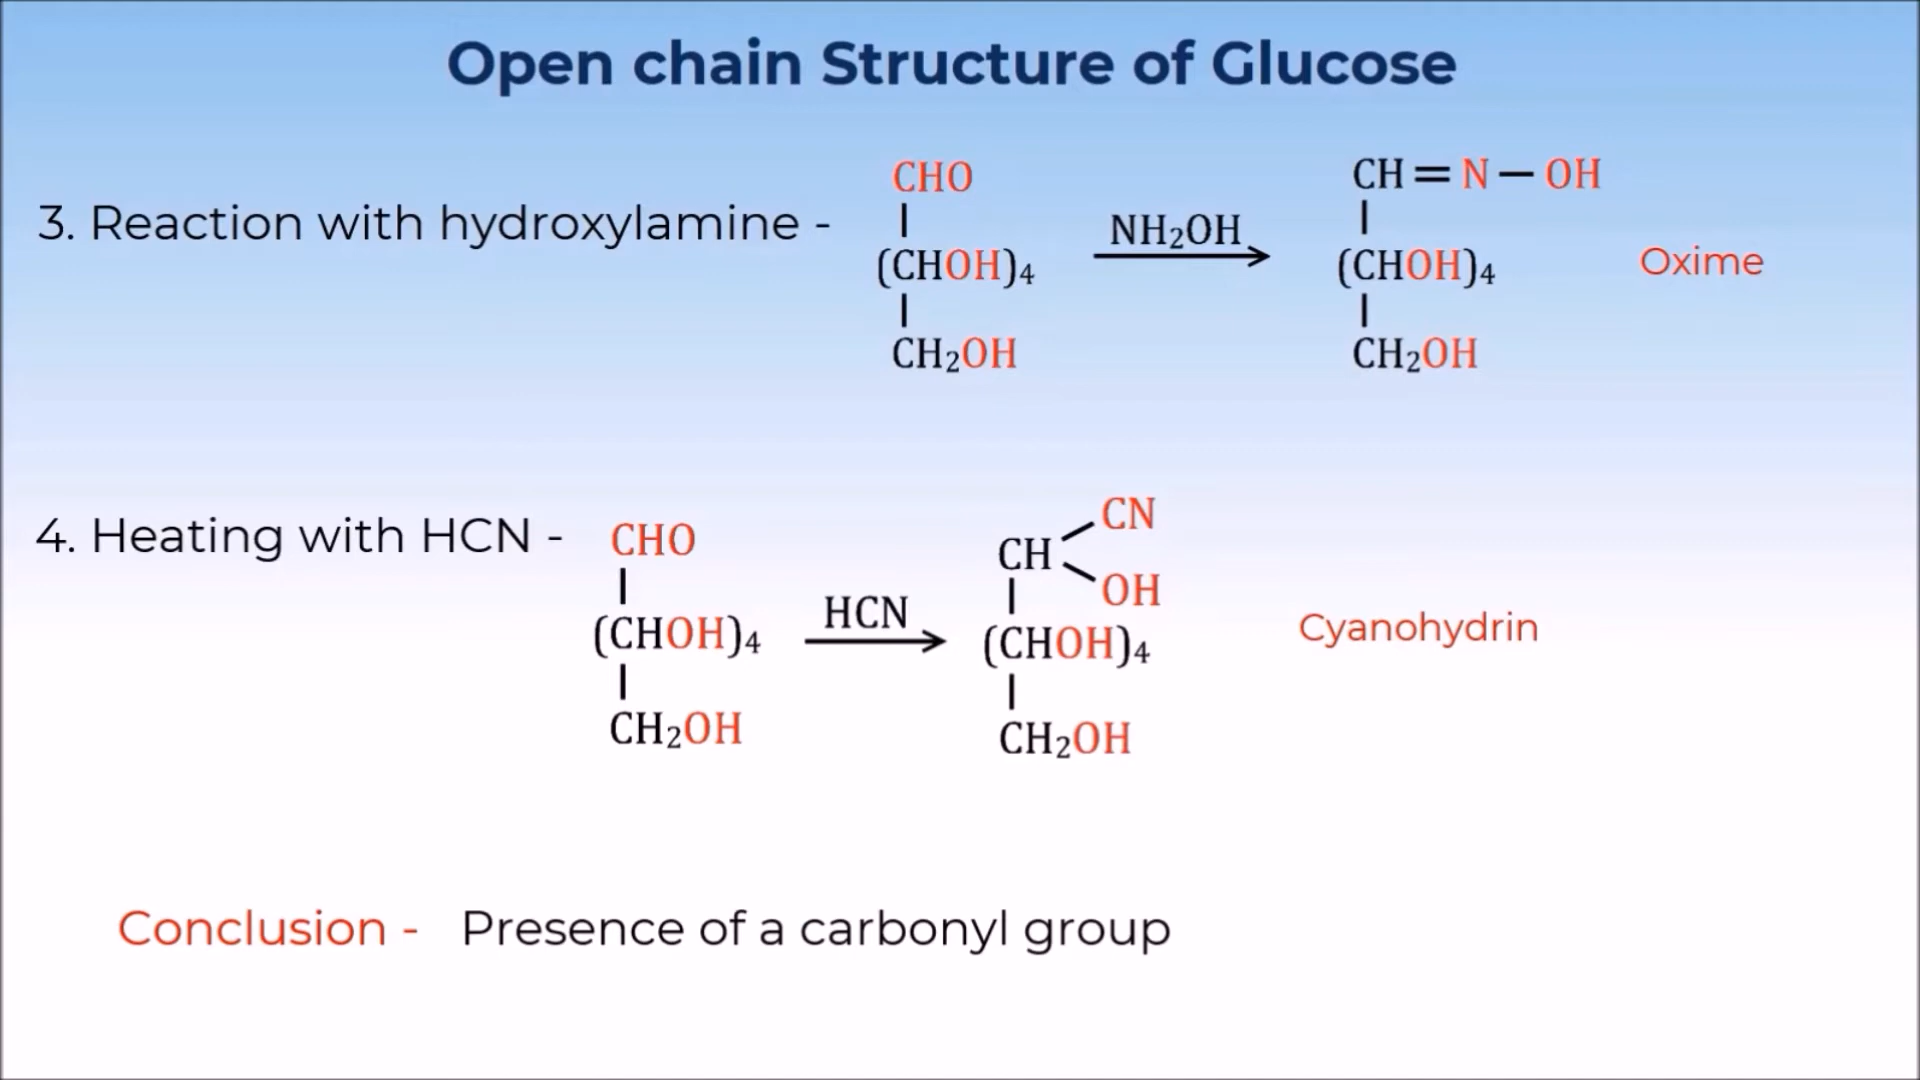 Open chain Structure of Glucose
3. Reaction with hydroxylamine -
CHO
(CHOH)₄
CH₂OH
NH₂OH
CH = N — OH
(CHOH)₄
CH₂OH
Oxime
4. Heating with HCN -
CHO
(CHOH)₄
CH₂OH
HCN
CN
CH
OH
(CHOH)₄
CH₂OH
Cyanohydrin
Conclusion - Presence of a carbonyl group